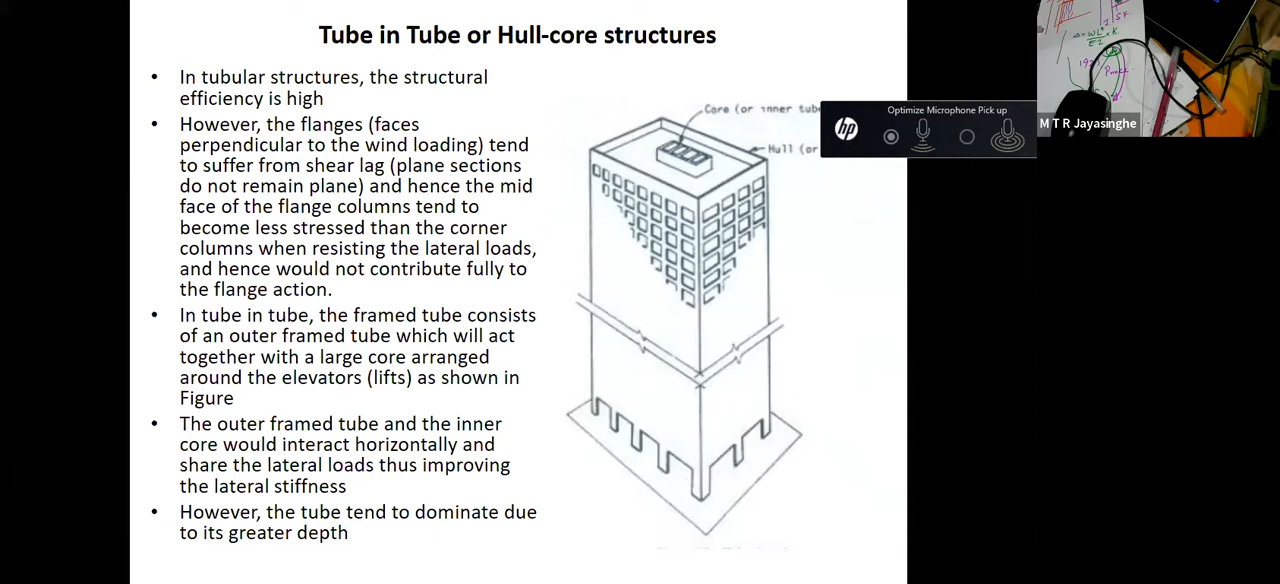 Tube in Tube or Hull-core structures
• In tubular structures, the structural
efficiency is high
• However, the flanges (faces
perpendicular to the wind loading) tend
to suffer from shear lag (plane sections
do not remain plane) and hence the mid
face of the flange columns tend to
become less stressed than the corner
columns when resisting the lateral loads,
and hence would not contribute fully to
the flange action.
• In tube in tube, the framed tube consists
of an outer framed tube which will act
together with a large core arranged
around the elevators (lifts) as shown in
Figure
• The outer framed tube and the inner
core would interact horizontally and
share the lateral loads thus improving
the lateral stiffness
• However, the tube tend to dominate due
to its greater depth
Core (or inner tube
Hull (or
hp
Optimize Microphone Pick up
SF
M T R Jayasinghe